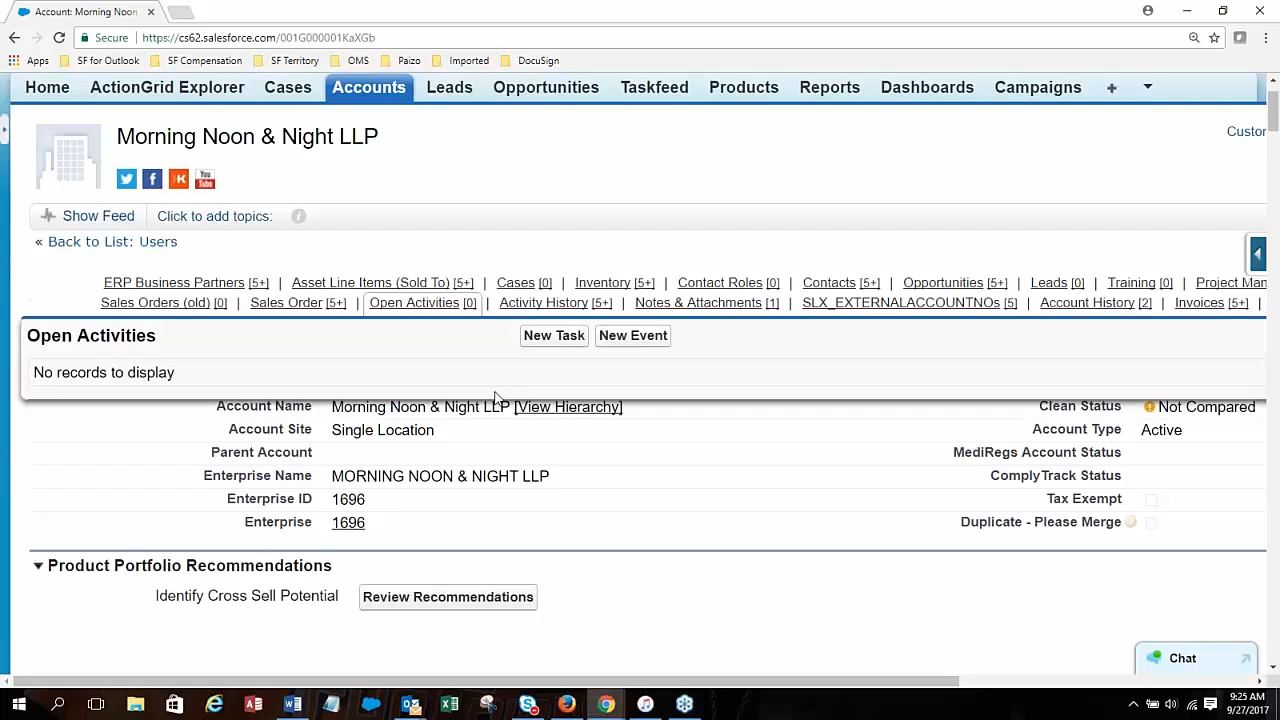 Account: Morning Noon
Secure
https://cs62.salesforce.com/001G000001KaXGb
Apps SF for Outlook SF Compensation SF Territory OMS Paizo Imported DocuSign
Home ActionGrid Explorer Cases Accounts Leads Opportunities Taskfeed Products Reports Dashboards Campaigns +
Morning Noon & Night LLP
Custor
K You Tube
Show Feed Click to add topics: i
« Back to List: Users
ERP Business Partners [5+] | Asset Line Items (Sold To) [5+] | Cases [0] | Inventory [5+] | Contact Roles [0] | Contacts [5+] | Opportunities [5+] | Leads [0] | Training [0] | Project Man
Sales Orders (old) [0] | Sales Order [5+] | Open Activities [0] | Activity History [5+] | Notes & Attachments [1] | SLX_EXTERNALACCOUNTNOs [5] | Account History [2] | Invoices [5+] |
Open Activities New Task New Event
No records to display
Account Name Morning Noon & Night LLP [View Hierarchy] Clean Status Not Compared
Account Site Single Location Account Type Active
Parent Account MediRegs Account Status
Enterprise Name MORNING NOON & NIGHT LLP ComplyTrack Status
Enterprise ID 1696 Tax Exempt
Enterprise 1696 Duplicate - Please Merge
Product Portfolio Recommendations
Identify Cross Sell Potential Review Recommendations
Chat
9:25 AM
9/27/2017